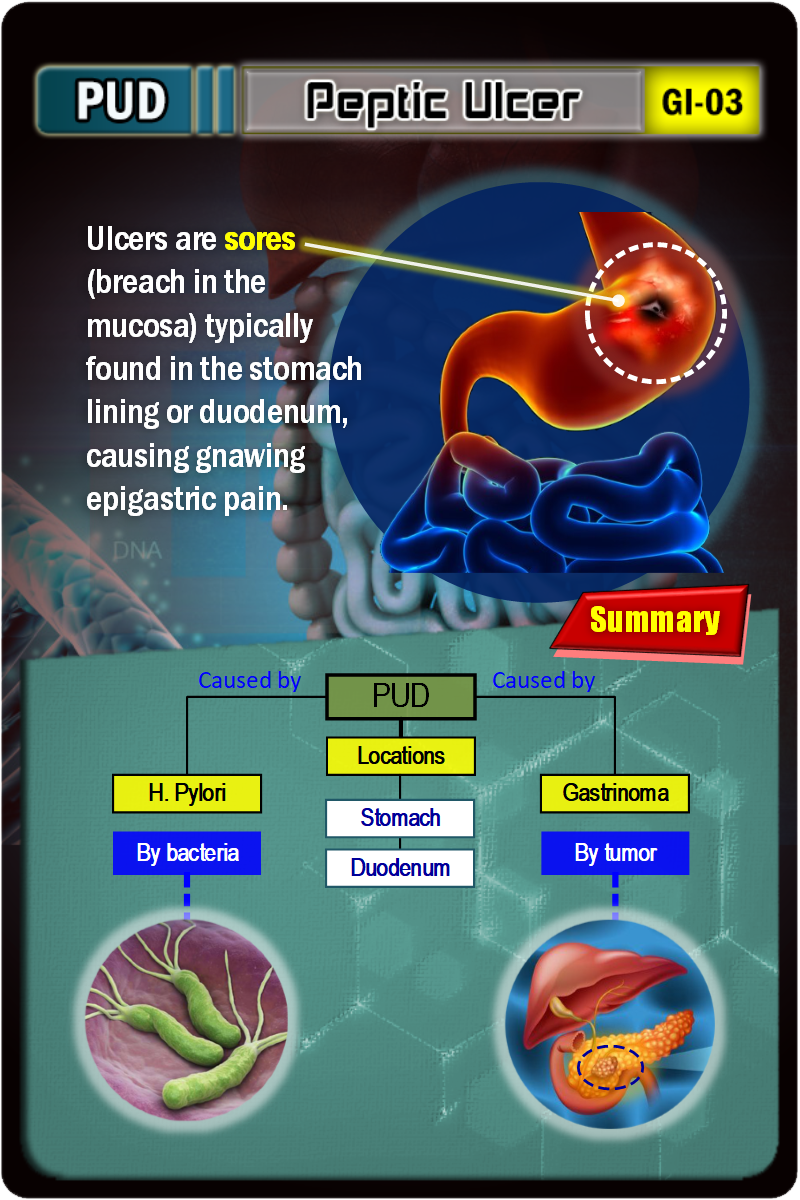 PUD
Peptic Ulcer
GI-03
Ulcers are sores
(breach in the
mucosa) typically
found in the stomach
lining or duodenum,
causing gnawing
epigastric pain.
DNA
Summary
Caused by
PUD
Caused by
Locations
H. Pylori
Stomach
Gastrinoma
By bacteria
Duodenum
By tumor